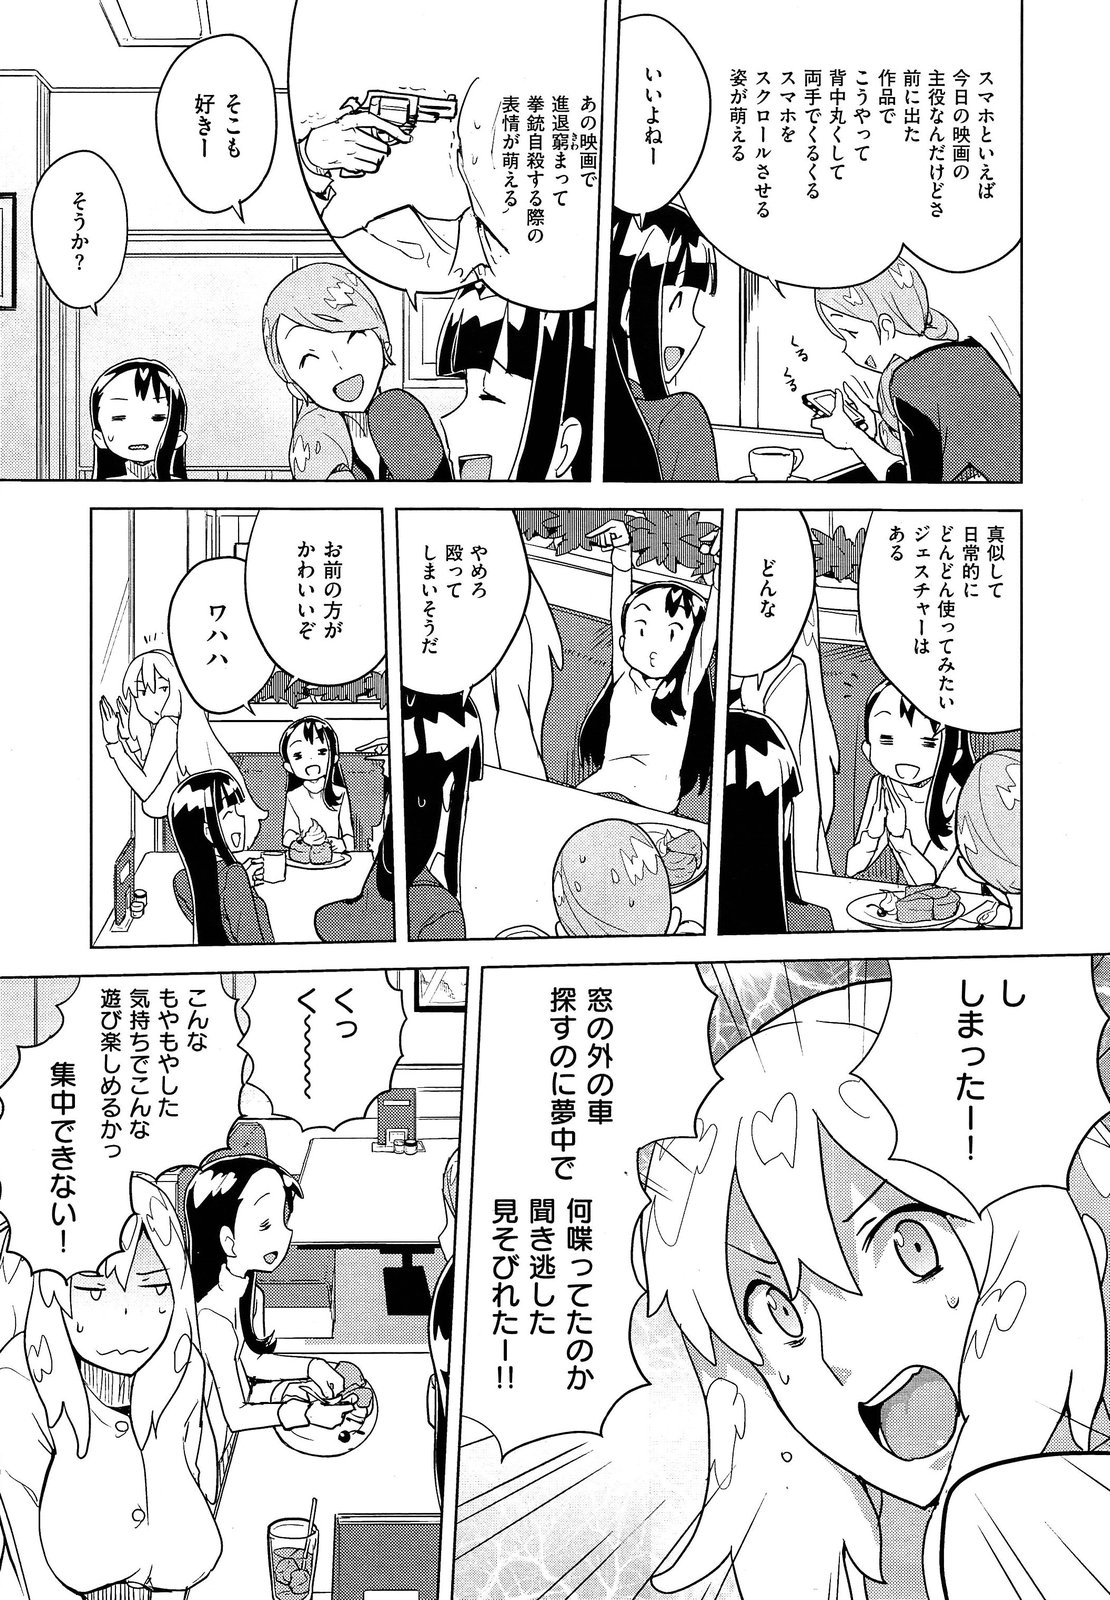 スマホといえば
今日の映画の
主役なんだけどさ
前に出た
作品で
こうやって
背中丸くして
両手でくるくる
スマホを
スクロールさせる
姿が萌える
いいよねー
くる
くる
あの映画で
進退窮まって
きわ
拳銃自殺する際の
表情が萌える
そこも
好きー
そうか?
真似して
日常的に
どんどん使ってみたい
ジェスチャーは
ある
どんな
やめろ
殴って
しまいそうだ
お前の方が
かわいいぞ
ワハハ
し
しまったー!
窓の外の車
探すのに夢中で
何喋ってたのか
聞き逃した
見そびれたー!!
くっ
く〜〜
こんな
もやもやした
気持ちでこんな
遊び楽しめるかっ
集中できない!